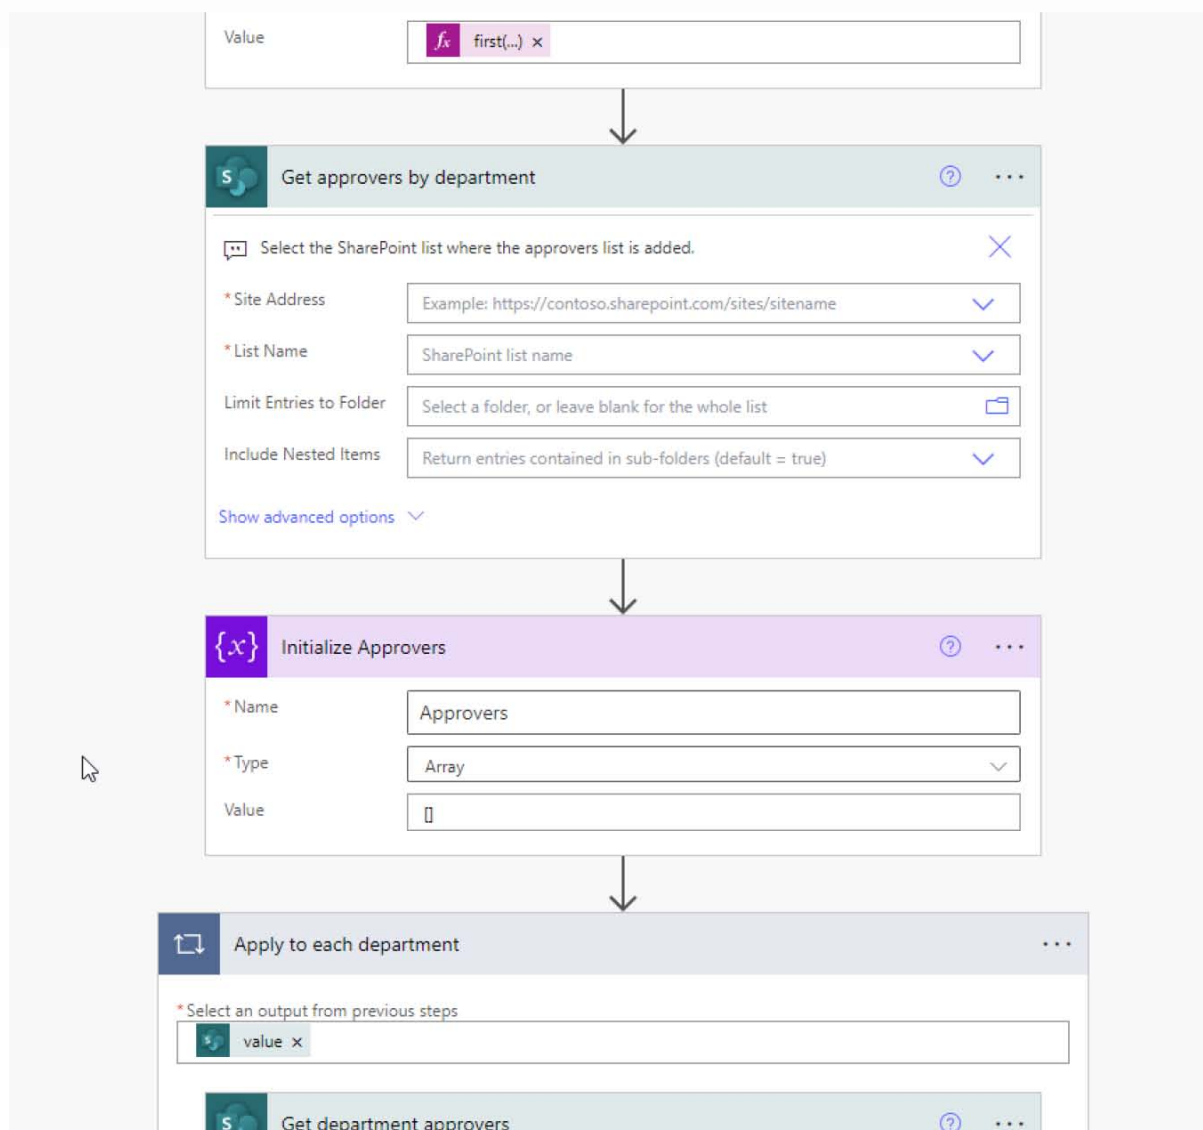 Value
fx first(...) ×
S Get approvers by department ? ...
Select the SharePoint list where the approvers list is added.
* Site Address
Example: https://contoso.sharepoint.com/sites/sitename
* List Name
SharePoint list name
Limit Entries to Folder
Select a folder, or leave blank for the whole list
Include Nested Items
Return entries contained in sub-folders (default = true)
Show advanced options
{x} Initialize Approvers ? ...
* Name
Approvers
* Type
Array
Value
[]
Apply to each department ...
* Select an output from previous steps
S value ×
S Get department approvers ? ...